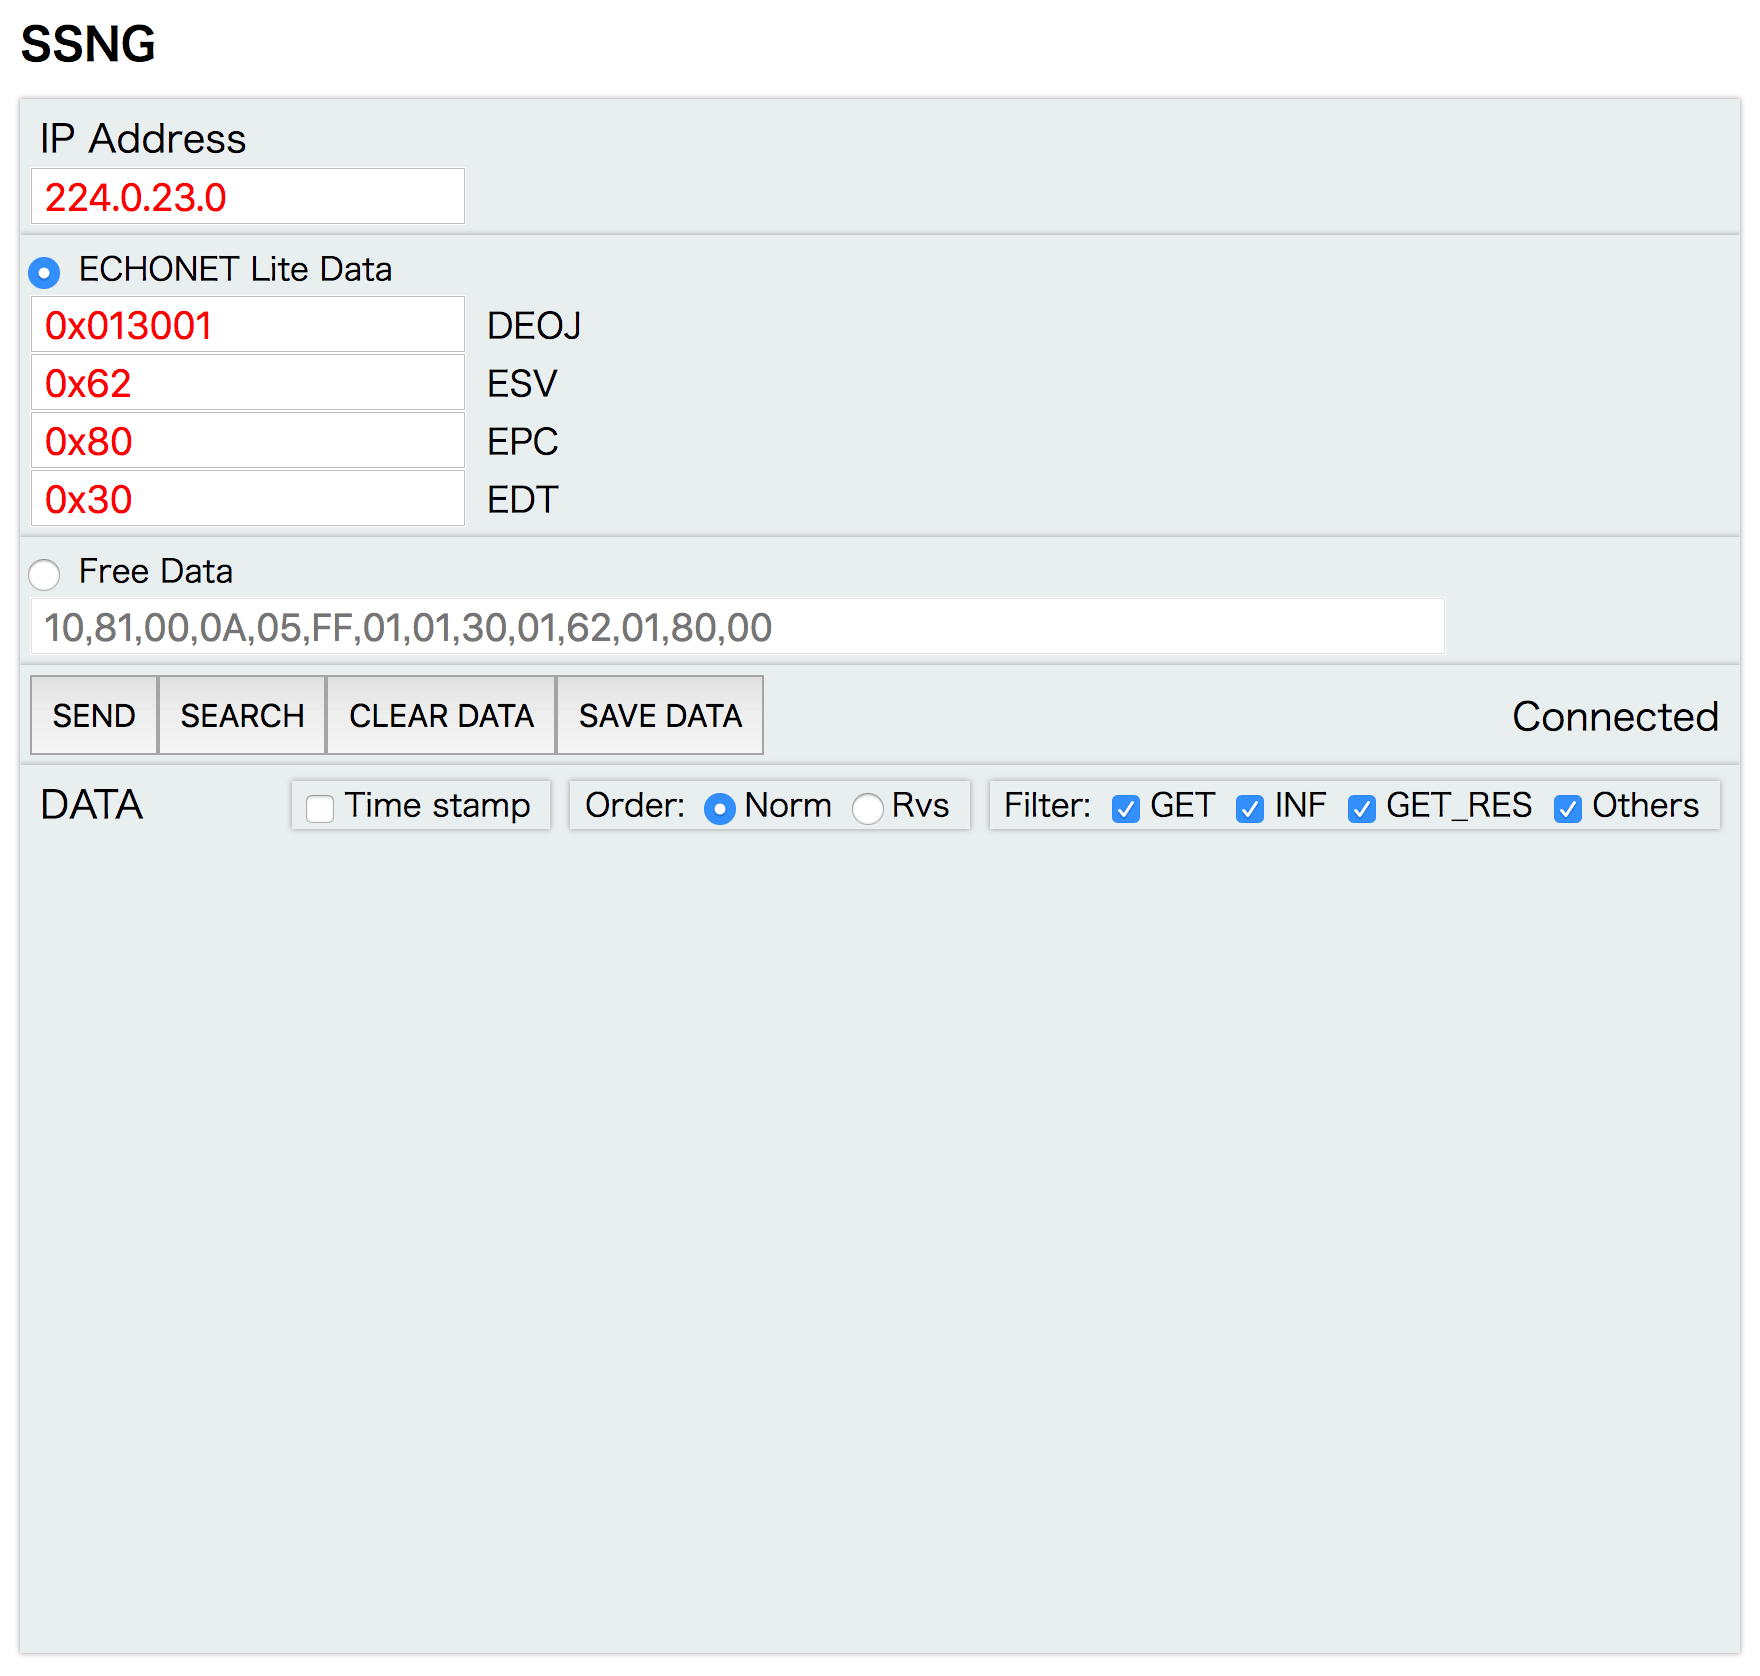 SSNG
IP Address
224.0.23.0
ECHONET Lite Data
0x013001 DEOJ
0x62 ESV
0x80 EPC
0x30 EDT
Free Data
10,81,00,0A,05,FF,01,01,30,01,62,01,80,00
SEND SEARCH CLEAR DATA SAVE DATA Connected
DATA Time stamp Order: Norm Rvs Filter: GET INF GET_RES Others